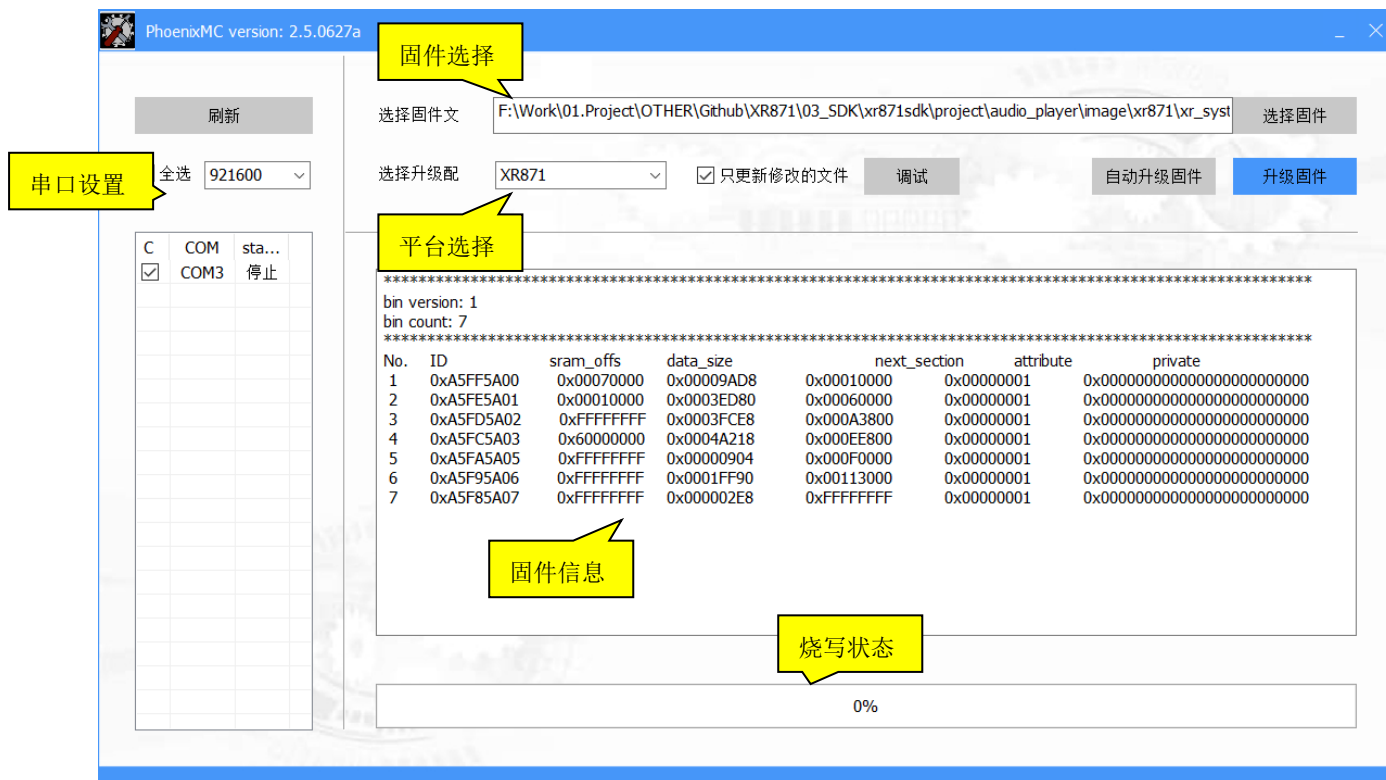 PhoenixMC version: 2.5.0627a
固件选择
刷新
选择固件文 F:\Work\01.Project\OTHER\Github\XR871\03_SDK\xr871sdk\project\audio_player\image\xr871\xr_syst 选择固件
串口设置
全选 921600
选择升级配 XR871 只更新修改的文件 调试 自动升级固件 升级固件
平台选择
C COM sta...
COM3 停止
****************************************************************************************************************
bin version: 1
bin count: 7
****************************************************************************************************************
No. ID sram_offs data_size next_section attribute private
1 0xA5FF5A00 0x00070000 0x00009AD8 0x00010000 0x00000001 0x000000000000000000000000
2 0xA5FE5A01 0x00010000 0x0003ED80 0x00060000 0x00000001 0x000000000000000000000000
3 0xA5FD5A02 0xFFFFFFFF 0x0003FCE8 0x000A3800 0x00000001 0x000000000000000000000000
4 0xA5FC5A03 0x60000000 0x0004A218 0x000EE800 0x00000001 0x000000000000000000000000
5 0xA5FA5A05 0xFFFFFFFF 0x00000904 0x000F0000 0x00000001 0x000000000000000000000000
6 0xA5F95A06 0xFFFFFFFF 0x0001FF90 0x00113000 0x00000001 0x000000000000000000000000
7 0xA5F85A07 0xFFFFFFFF 0x000002E8 0xFFFFFFFF 0x00000001 0x000000000000000000000000
固件信息
烧写状态
0%